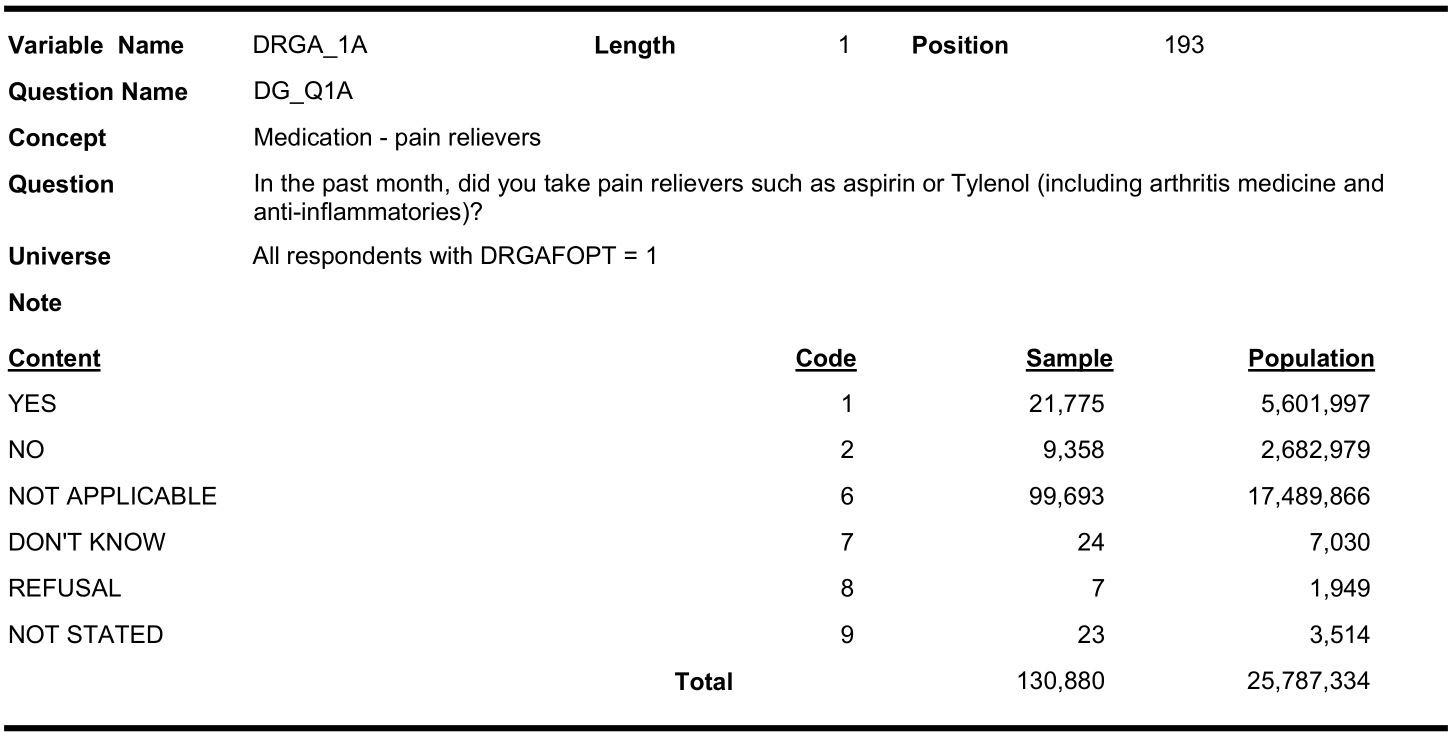 Variable Name DRGA_1A Length 1 Position 193
Question Name DG_Q1A
Concept Medication - pain relievers
Question In the past month, did you take pain relievers such as aspirin or Tylenol (including arthritis medicine and
anti-inflammatories)?
Universe All respondents with DRGAFOPT = 1
Note
Content Code Sample Population
YES 1 21,775 5,601,997
NO 2 9,358 2,682,979
NOT APPLICABLE 6 99,693 17,489,866
DON'T KNOW 7 24 7,030
REFUSAL 8 7 1,949
NOT STATED 9 23 3,514
Total 130,880 25,787,334